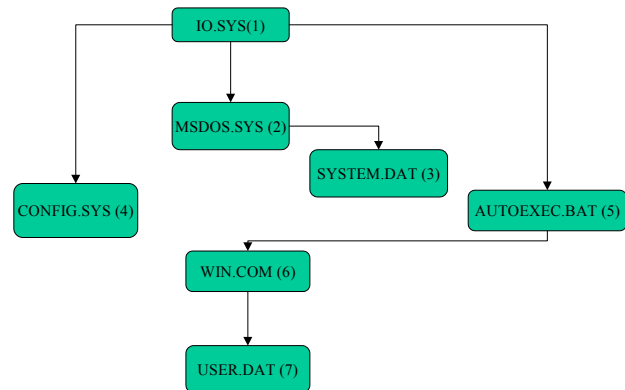 IO.SYS(1)
MSDOS.SYS (2)
SYSTEM.DAT (3)
CONFIG.SYS (4)
AUTOEXEC.BAT (5)
WIN.COM (6)
USER.DAT (7)